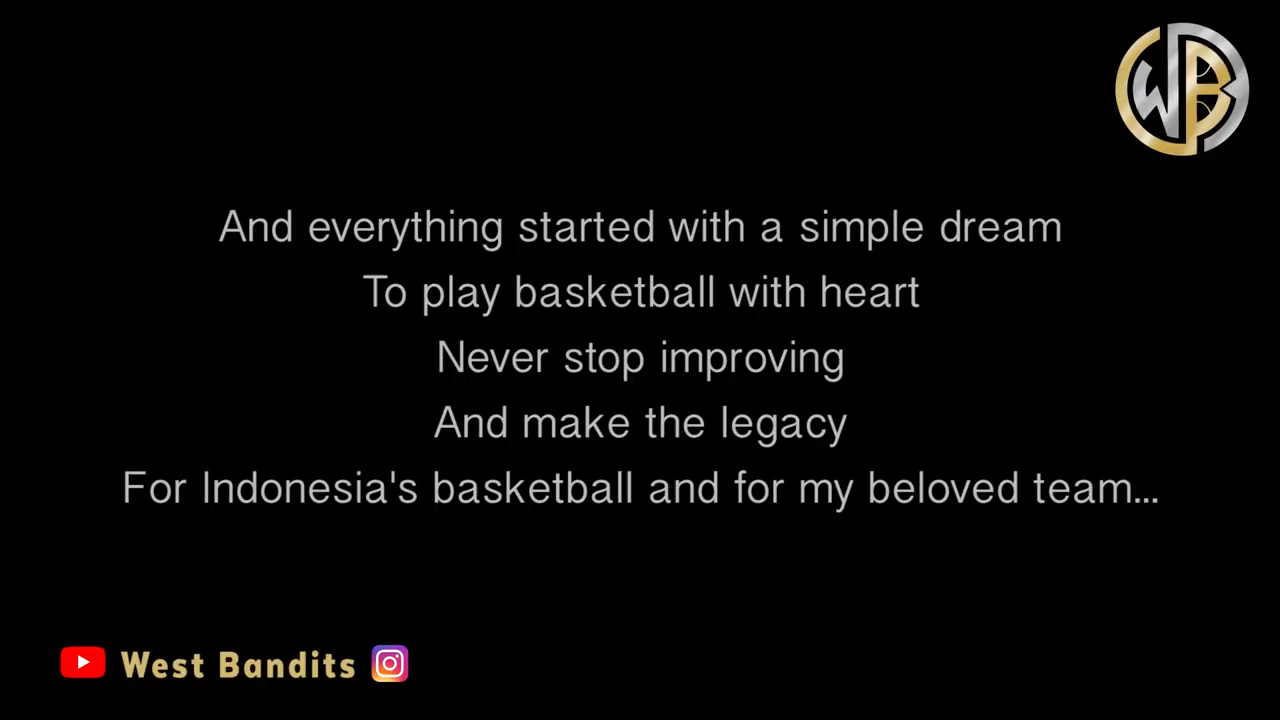 WB
And everything started with a simple dream
To play basketball with heart
Never stop improving
And make the legacy
For Indonesia's basketball and for my beloved team...
West Bandits